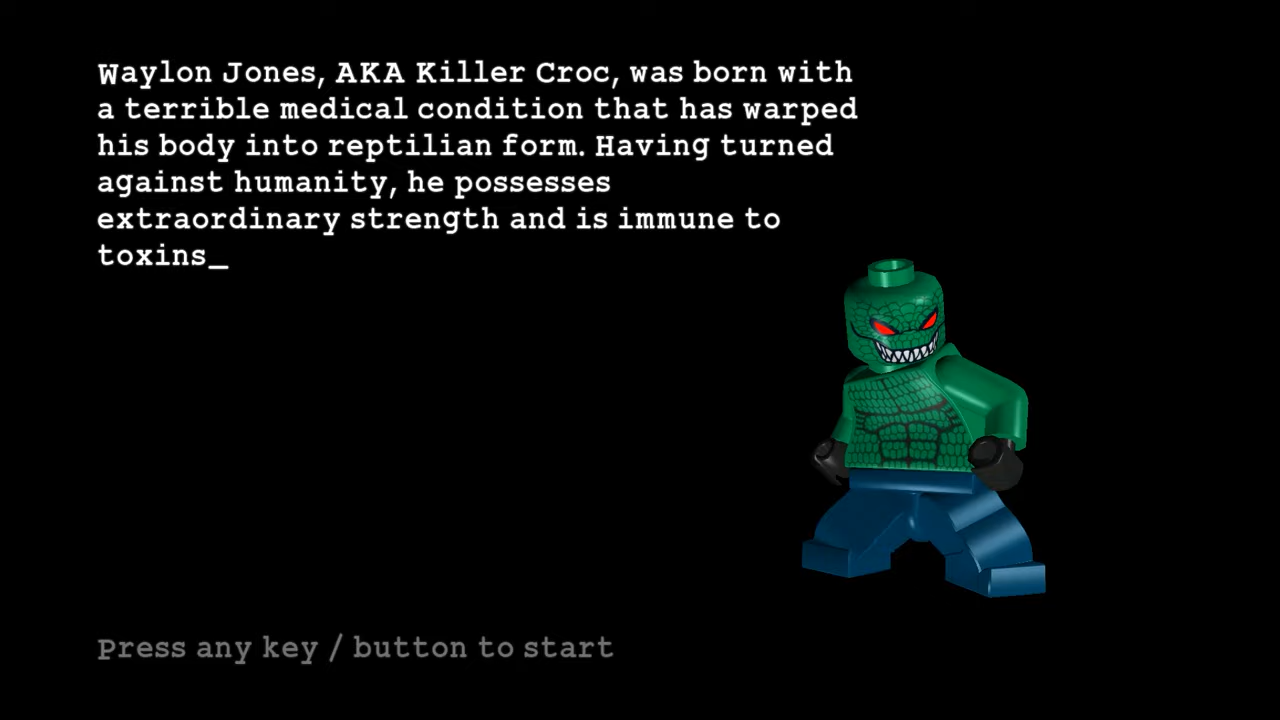 Waylon Jones, AKA Killer Croc, was born with
a terrible medical condition that has warped
his body into reptilian form. Having turned
against humanity, he possesses
extraordinary strength and is immune to
toxins_
Press any key / button to start